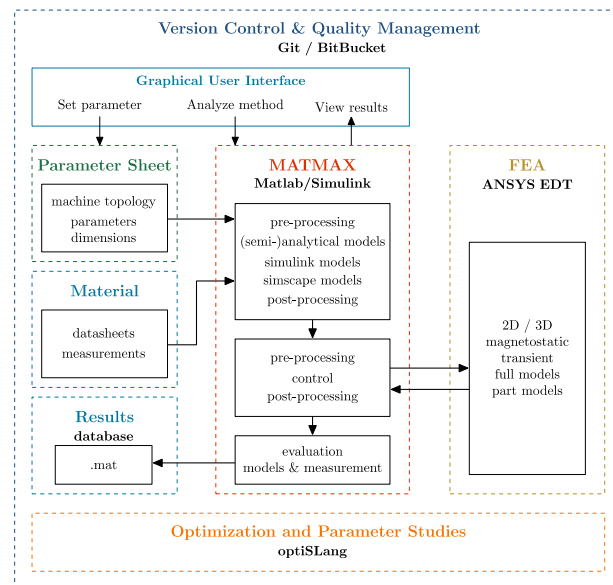 Version Control & Quality Management
Git / BitBucket
Graphical User Interface
Set parameter
Analyze method
View results
Parameter Sheet
machine topology
parameters
dimensions
Material
datasheets
measurements
Results
database
.mat
MATMAX
Matlab/Simulink
pre-processing
(semi-)analytical models
simulink models
simscape models
post-processing
pre-processing
control
post-processing
evaluation
models & measurement
FEA
ANSYS EDT
2D / 3D
magnetostatic
transient
full models
part models
Optimization and Parameter Studies
optiSLang